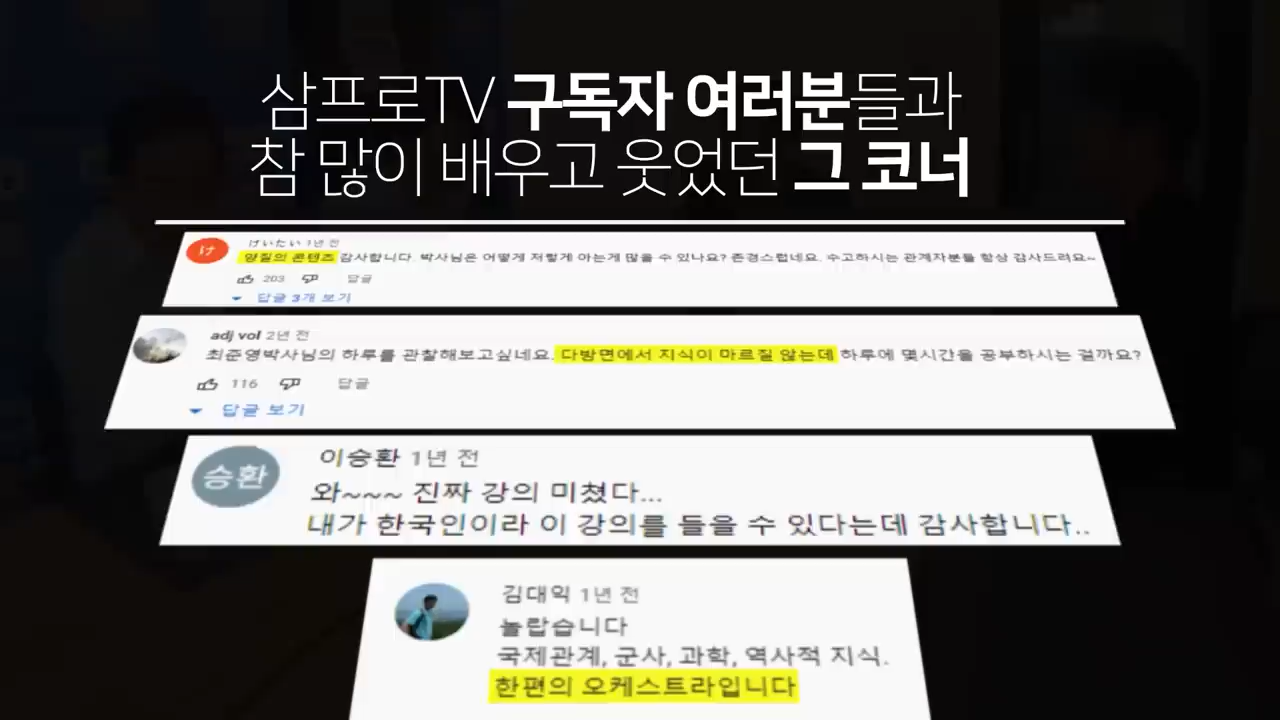 삼프로TV 구독자 여러분들과
참 많이 배우고 웃었던 그 코너
け
けいたい 1년 전
양질의 콘텐츠 감사합니다. 박사님은 어떻게 저렇게 아는게 많을 수 있나요? 존경스럽네요. 수고하시는 관계자분들 항상 감사드려요~
203 답글
답글 3개 보기
adj vol 2년 전
최준영박사님의 하루를 관찰해보고싶네요. 다방면에서 지식이 마르질 않는데 하루에 몇시간을 공부하시는 걸까요?
116 답글
답글 보기
승환
이승환 1년 전
와~~~ 진짜 강의 미쳤다...
내가 한국인이라 이 강의를 들을 수 있다는데 감사합니다..
김대익 1년 전
놀랍습니다
국제관계, 군사, 과학, 역사적 지식.
한편의 오케스트라입니다